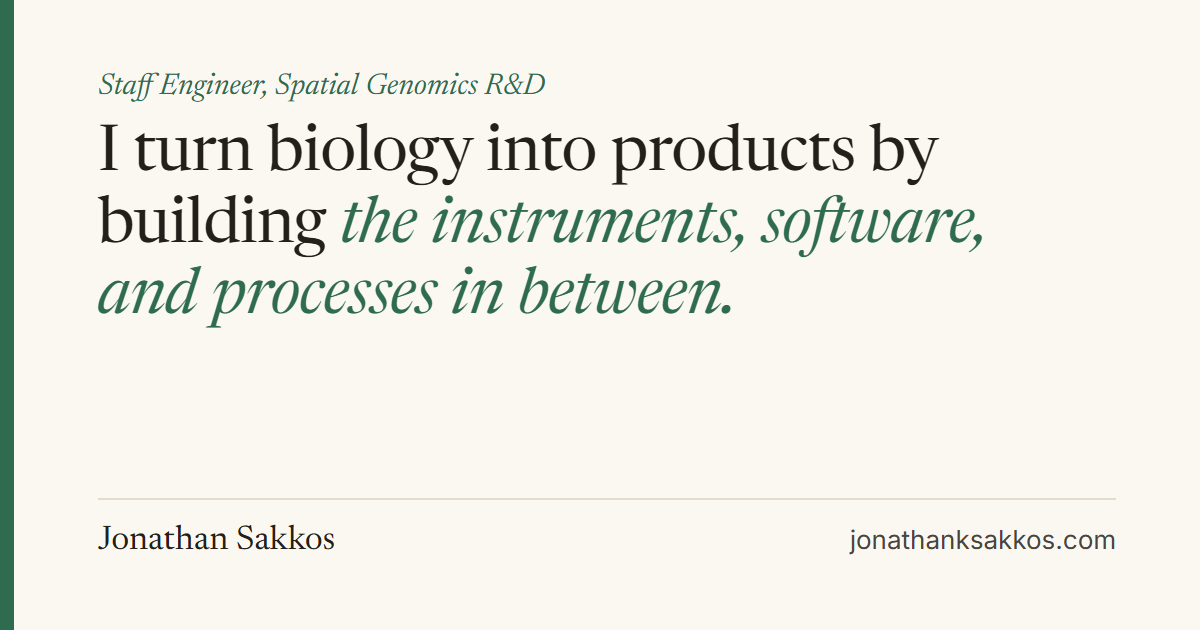 Staff Engineer, Spatial Genomics R&D
I turn biology into products by
building the instruments, software,
and processes in between.
Jonathan Sakkos
jonathanksakkos.com